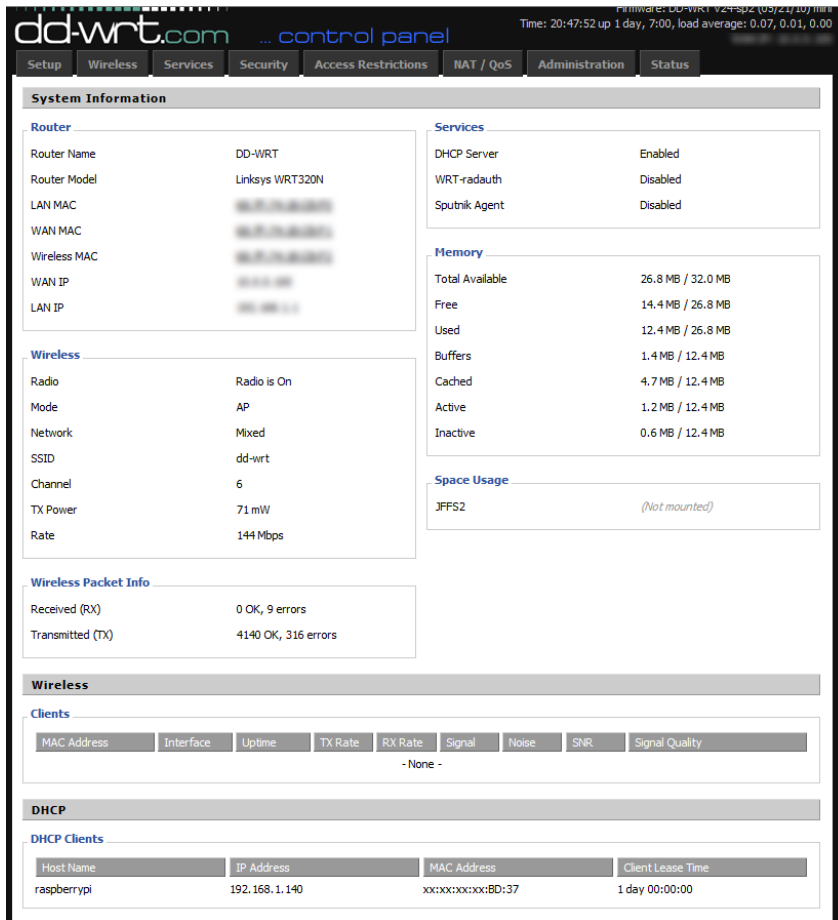 Firmware: DD-WRT v24-sp2 (05/21/10) mini
dd-wrt.com ... control panel
Time: 20:47:52 up 1 day, 7:00, load average: 0.07, 0.01, 0.00
Setup Wireless Services Security Access Restrictions NAT / QoS Administration Status
System Information
Router
Router Name DD-WRT
Router Model Linksys WRT320N
LAN MAC
WAN MAC
Wireless MAC
WAN IP
LAN IP
Wireless
Radio Radio is On
Mode AP
Network Mixed
SSID dd-wrt
Channel 6
TX Power 71 mW
Rate 144 Mbps
Wireless Packet Info
Received (RX) 0 OK, 9 errors
Transmitted (TX) 4140 OK, 316 errors
Services
DHCP Server Enabled
WRT-radauth Disabled
Sputnik Agent Disabled
Memory
Total Available 26.8 MB / 32.0 MB
Free 14.4 MB / 26.8 MB
Used 12.4 MB / 26.8 MB
Buffers 1.4 MB / 12.4 MB
Cached 4.7 MB / 12.4 MB
Active 1.2 MB / 12.4 MB
Inactive 0.6 MB / 12.4 MB
Space Usage
JFFS2 (Not mounted)
Wireless
Clients
MAC Address Interface Uptime TX Rate RX Rate Signal Noise SNR Signal Quality
- None -
DHCP
DHCP Clients
Host Name IP Address MAC Address Client Lease Time
raspberrypi 192.168.1.140 xx:xx:xx:xx:BD:37 1 day 00:00:00